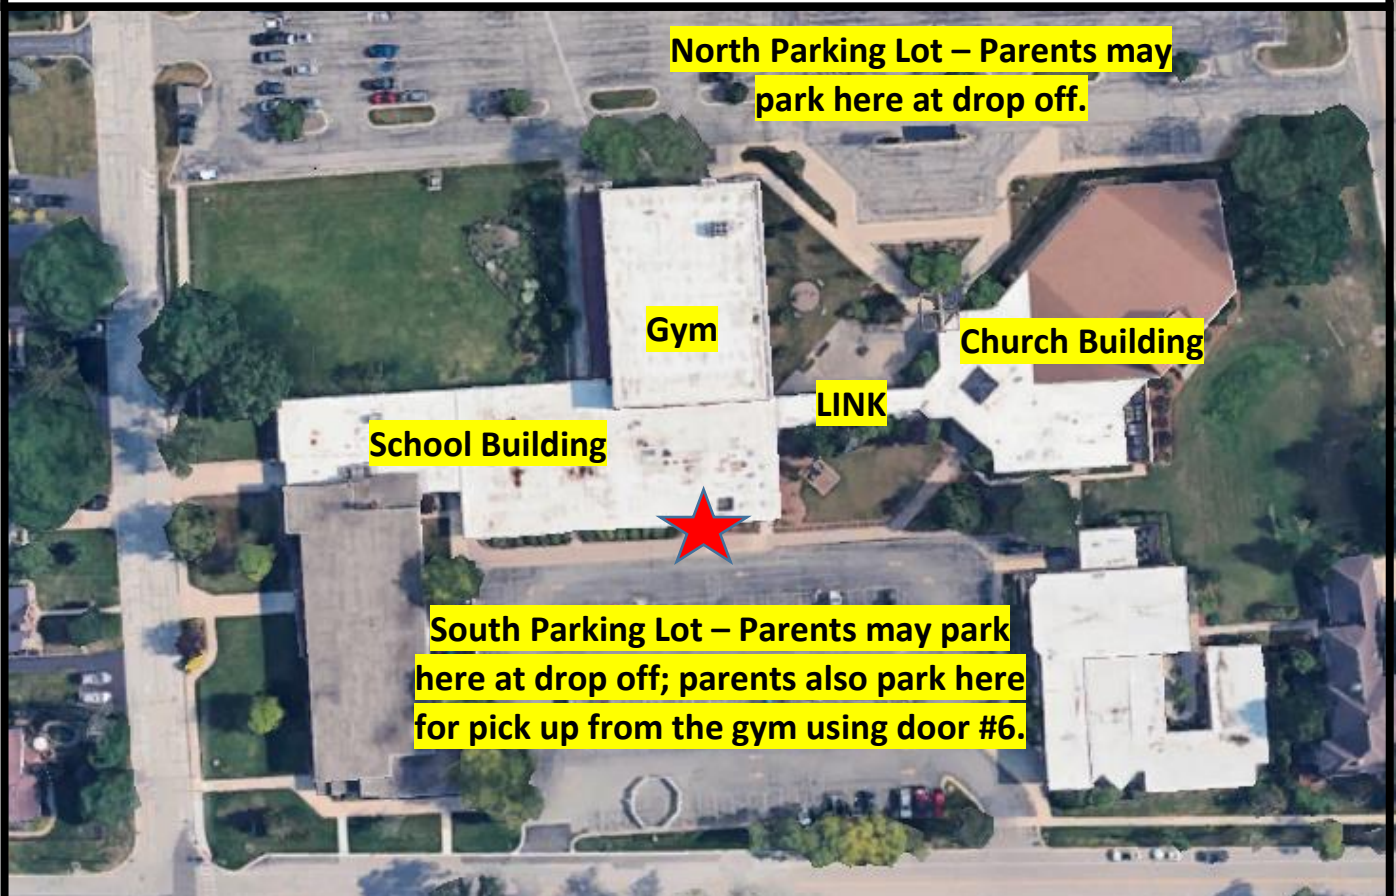 North Parking Lot – Parents may
park here at drop off.
Gym
Church Building
LINK
School Building
South Parking Lot – Parents may park
here at drop off; parents also park here
for pick up from the gym using door #6.